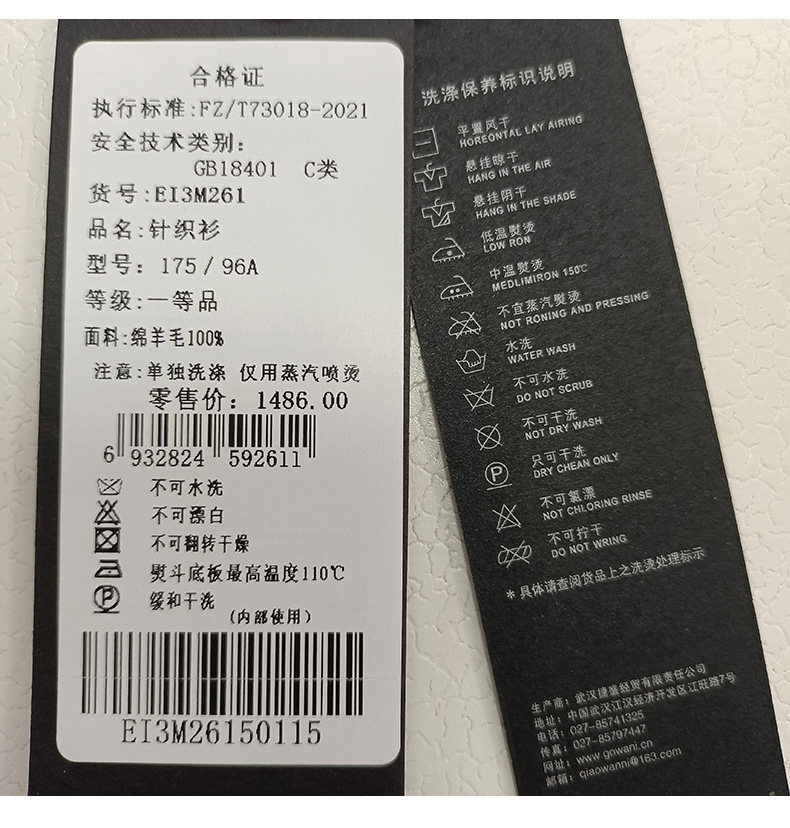 合格证
执行标准:FZ/T73018-2021
安全技术类别:
GB18401 C类
货号:EI3M261
品名:针织衫
型号: 175/96A
等级:一等品
面料:绵羊毛100%
注意:单独洗涤 仅用蒸汽喷烫
零售价: 1486.00
6 932824 592611
不可水洗
不可漂白
不可翻转干燥
熨斗底板最高温度110℃
缓和干洗
(内部使用)
EI3M26150115
洗涤保养标识说明
平置风干
HOREONTAL LAY AIRING
悬挂晾干
HANG IN THE AIR
悬挂阴干
HANG IN THE SHADE
低温熨烫
LOW RON
中温熨烫
MEDLIMIRON 150℃
不宜蒸汽熨烫
NOT RONING AND PRESSING
水洗
WATER WASH
不可水洗
DO NOT SCRUB
不可干洗
NOT DRY WASH
只可干洗
DRY CHEAN ONLY
不可氯漂
NOT CHLORING RINSE
不可拧干
DO NOT WRING
*具体请查阅货品上之洗烫处理标示
生产商: 武汉捷盛经贸有限责任公司
地址: 中国武汉江汉经济开发区江旺路7号
电话: 027-85741325
传真: 027-85797447
网址: www.gowani.cn
邮箱: qiaowanni@163.com